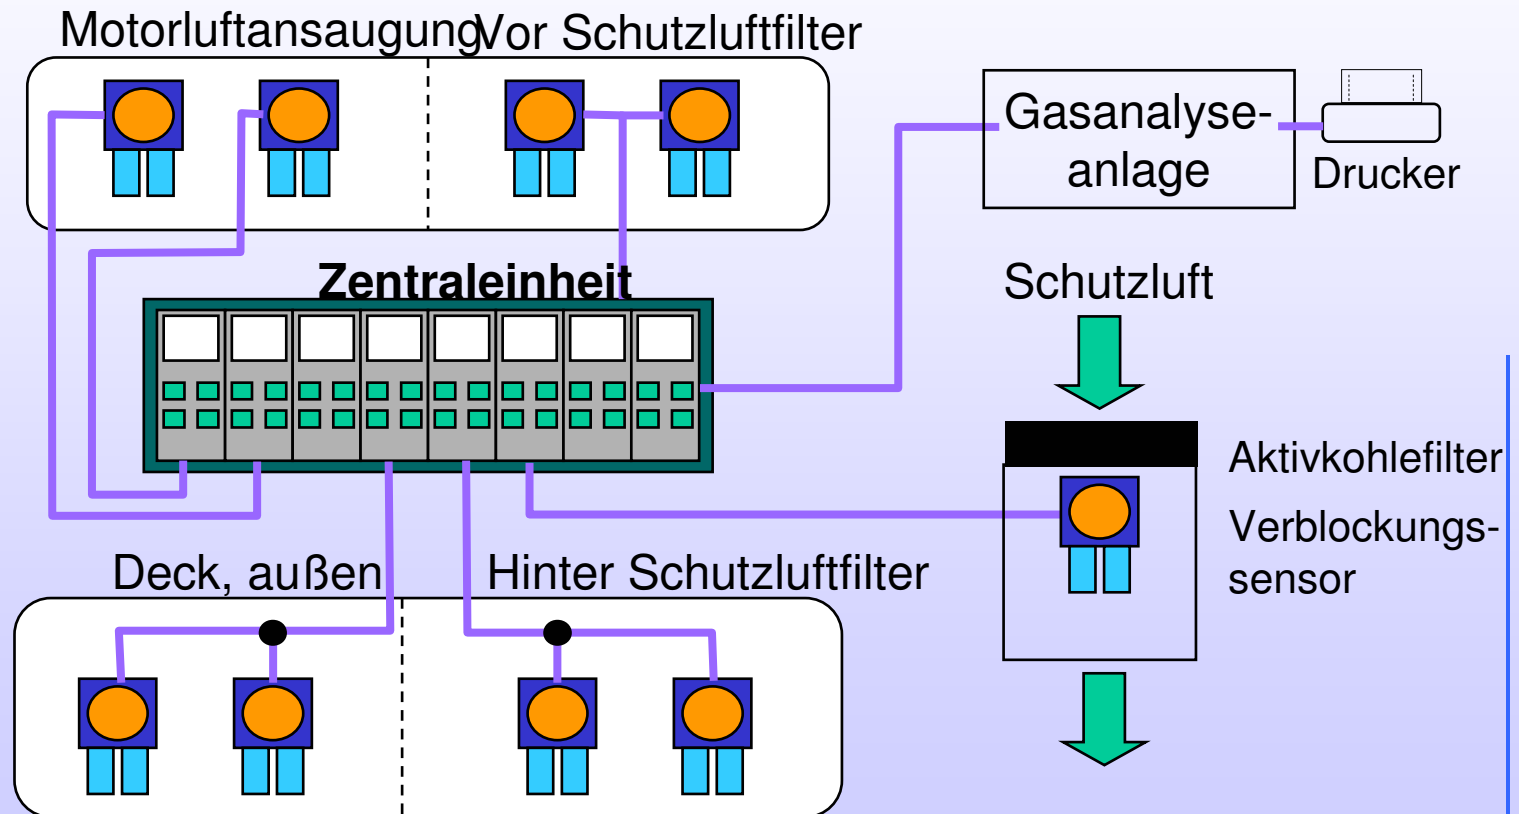 Motorluftansaugung
Vor Schutzluftfilter
Gasanalyse-
anlage
Drucker
Zentraleinheit
Schutzluft
Aktivkohlefilter
Verblockungs-
sensor
Deck, außen
Hinter Schutzluftfilter